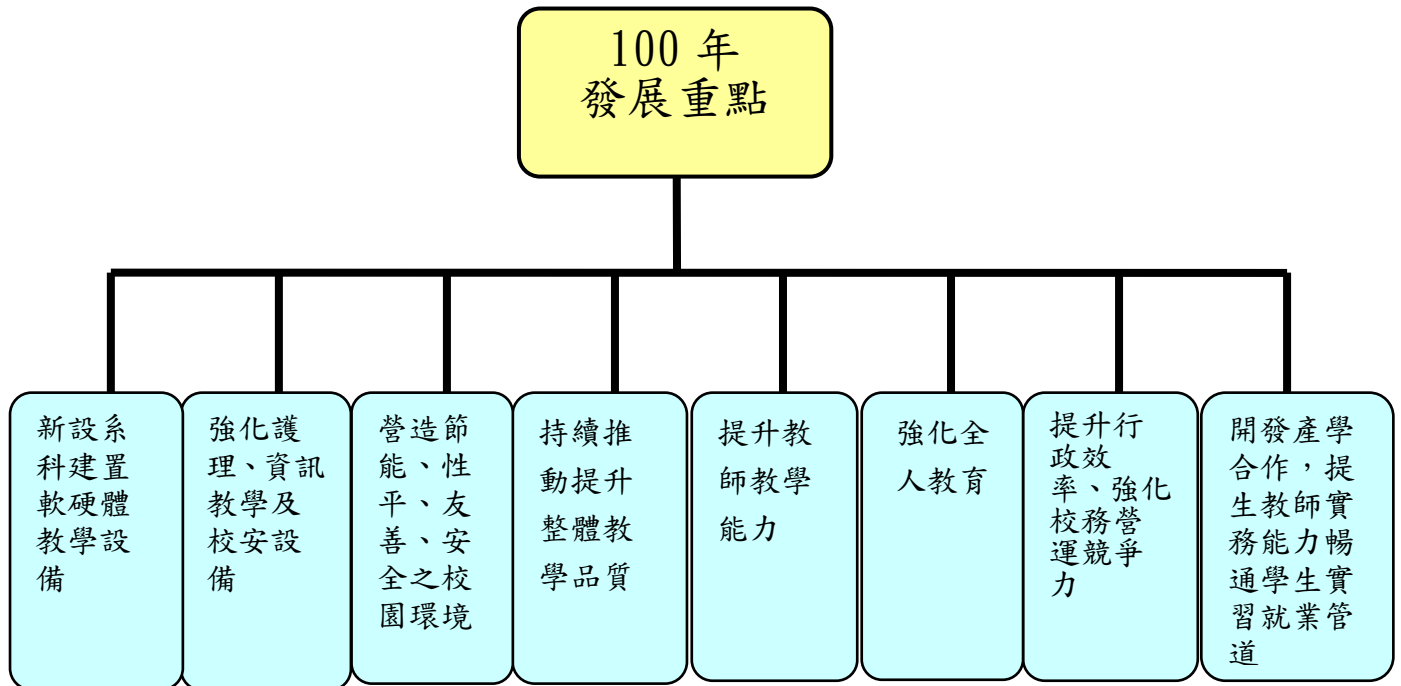 100 年
發展重點
新設系
科建置
軟硬體
教學設
備
強化護
理、資訊
教學及
校安設
備
營造節
能、性
平、友
善、安
全之校
園環境
持續推
動提升
整體教
學品質
提升教
師教學
能力
強化全
人教育
提升行
政效
率、強化
校務營
運競爭
力
開發產學
合作，提
生教師實
務能力暢
通學生實
習就業管
道